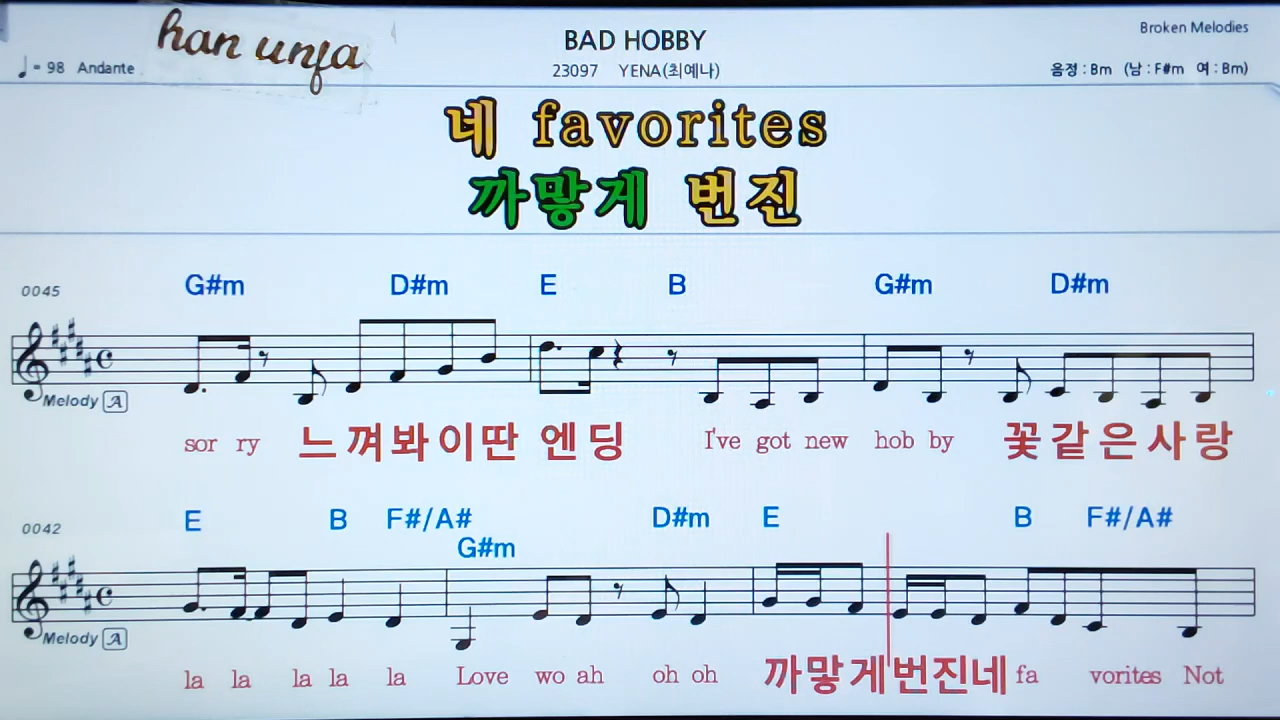 han unfa
BAD HOBBY
Broken Melodies
♩= 98 Andante
23097 YENA(최예나)
음정 : Bm (남 : F#m 여 : Bm)
네 favorites
까맣게 번진
0045
G#m D#m E B G#m D#m
Melody A
sor ry 느껴봐이딴 엔딩 I've got new hob by 꽃같은사랑
0042
E B F#/A# G#m D#m E B F#/A#
Melody A
la la la la la Love wo ah oh oh 까맣게번진네 fa vorites Not